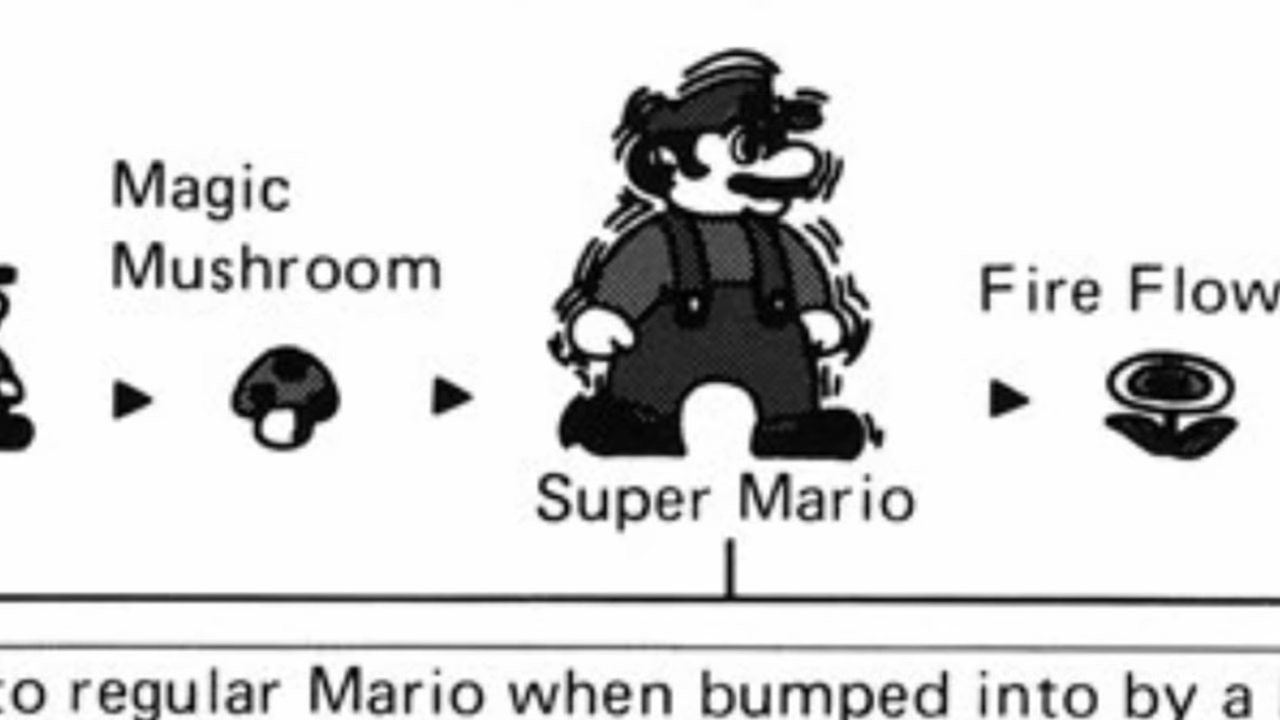 Magic
Mushroom
Fire Flow
Super Mario
to regular Mario when bumped into by a